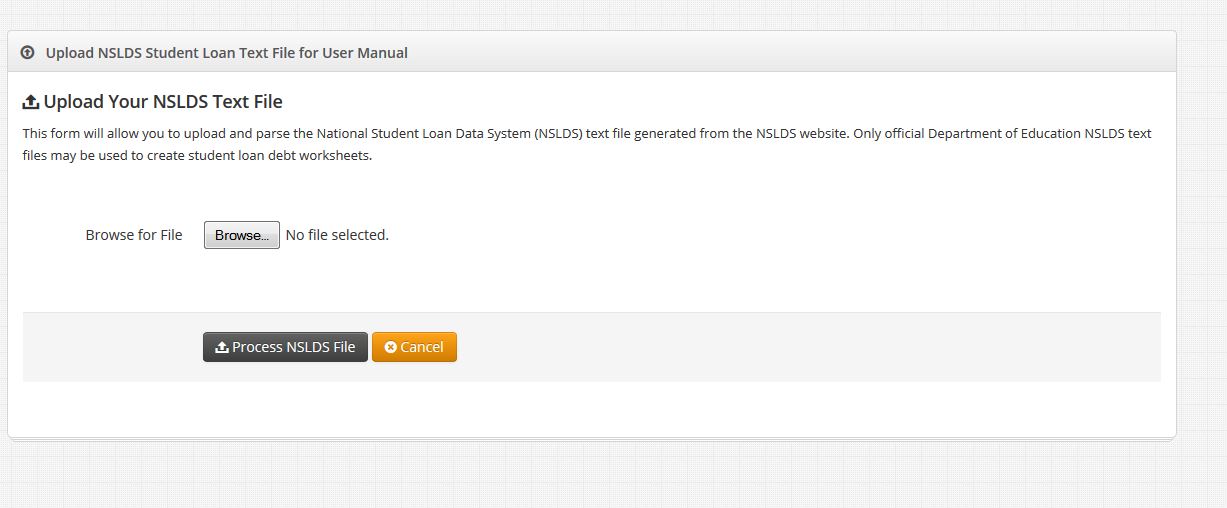 Upload NSLDS Student Loan Text File for User Manual
Upload Your NSLDS Text File
This form will allow you to upload and parse the National Student Loan Data System (NSLDS) text file generated from the NSLDS website. Only official Department of Education NSLDS text
files may be used to create student loan debt worksheets.
Browse for File Browse... No file selected.
Process NSLDS File Cancel